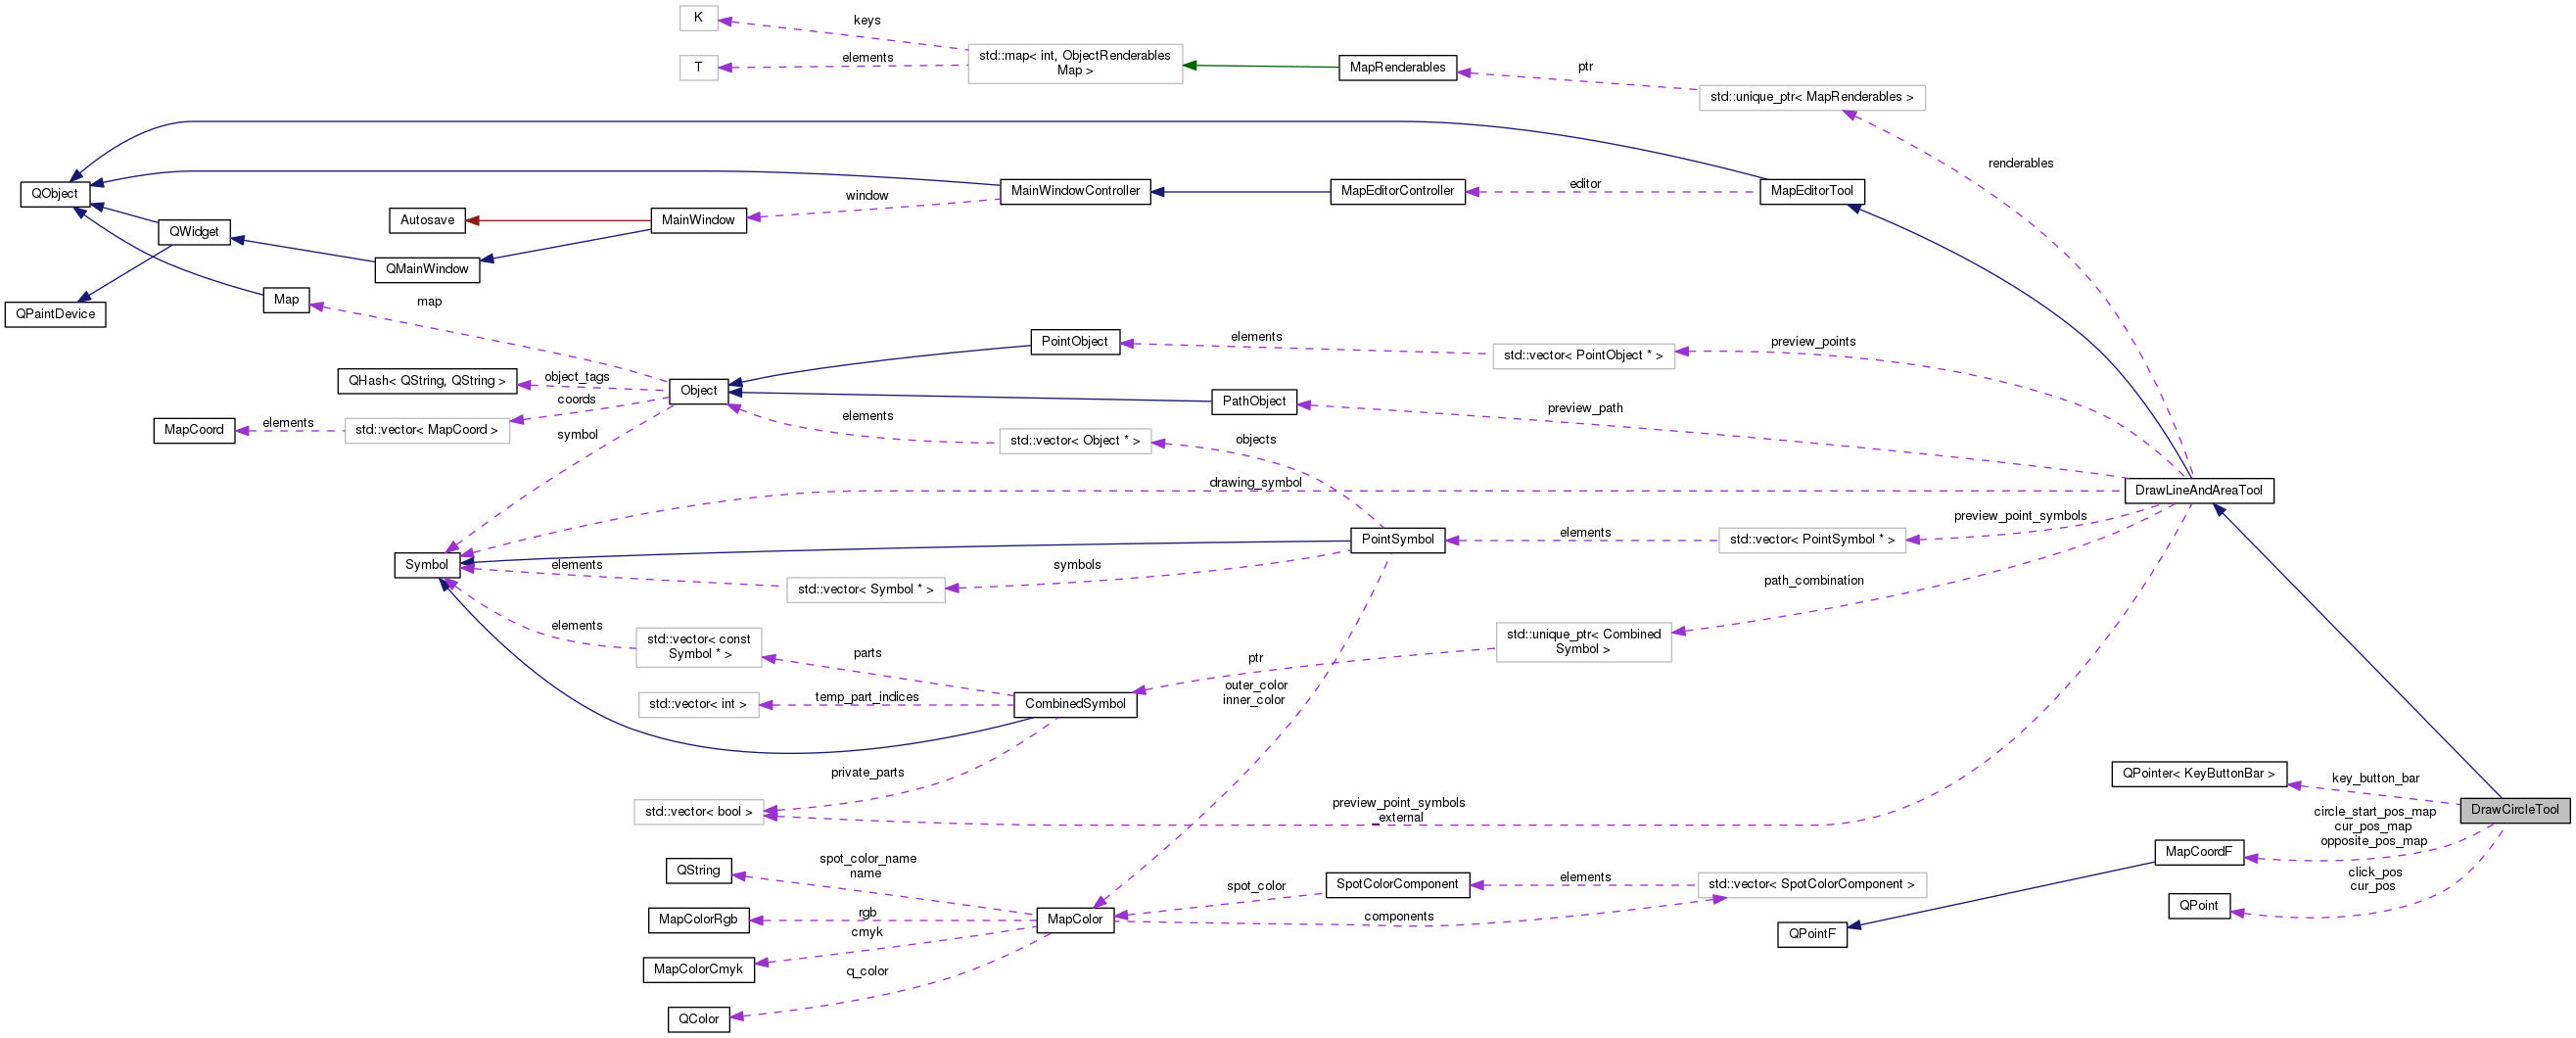 K
keys
std::map< int, ObjectRenderables
Map >
elements
T
MapRenderables
ptr
std::unique_ptr< MapRenderables >
renderables
QObject
MainWindowController
MapEditorController
editor
MapEditorTool
window
Autosave
MainWindow
QWidget
QMainWindow
Map
map
QPaintDevice
PointObject
elements
std::vector< PointObject * >
preview_points
QHash< QString, QString >
object_tags
Object
coords
PathObject
preview_path
MapCoord
elements
std::vector< MapCoord >
symbol
elements
std::vector< Object * >
objects
drawing_symbol
DrawLineAndAreaTool
preview_point_symbols
PointSymbol
elements
std::vector< PointSymbol * >
Symbol
elements
std::vector< Symbol * >
symbols
path_combination
elements
std::vector< const
Symbol * >
parts
std::unique_ptr< Combined
Symbol >
ptr
outer_color
inner_color
std::vector< int >
temp_part_indices
CombinedSymbol
private_parts
std::vector< bool >
preview_point_symbols
_external
QPointer< KeyButtonBar >
key_button_bar
DrawCircleTool
circle_start_pos_map
cur_pos_map
opposite_pos_map
MapCoordF
click_pos
cur_pos
QPoint
QPointF
QString
spot_color_name
name
spot_color
SpotColorComponent
elements
std::vector< SpotColorComponent >
MapColorRgb
rgb
MapColor
components
cmyk
MapColorCmyk
q_color
QColor